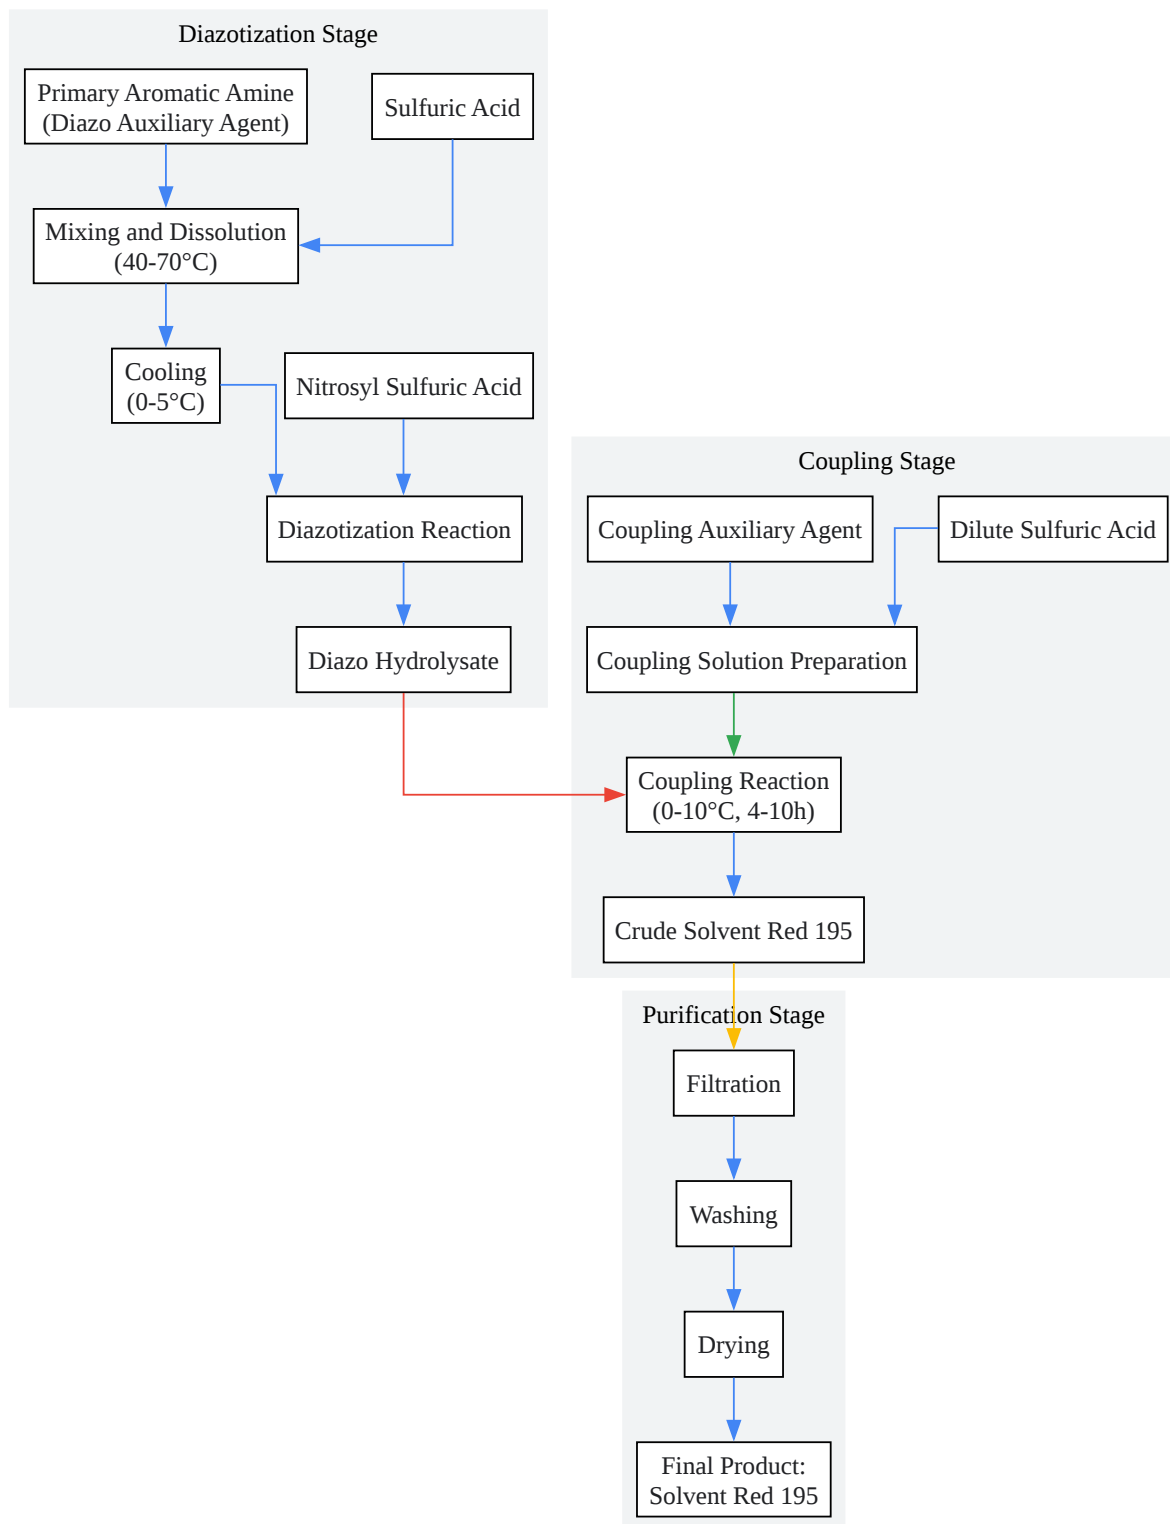 Diazotization Stage
Primary Aromatic Amine
(Diazo Auxiliary Agent)
Sulfuric Acid
Mixing and Dissolution
(40-70°C)
Cooling
(0-5°C)
Nitrosyl Sulfuric Acid
Diazotization Reaction
Diazo Hydrolysate
Coupling Stage
Coupling Auxiliary Agent
Dilute Sulfuric Acid
Coupling Solution Preparation
Coupling Reaction
(0-10°C, 4-10h)
Crude Solvent Red 195
Purification Stage
Filtration
Washing
Drying
Final Product:
Solvent Red 195